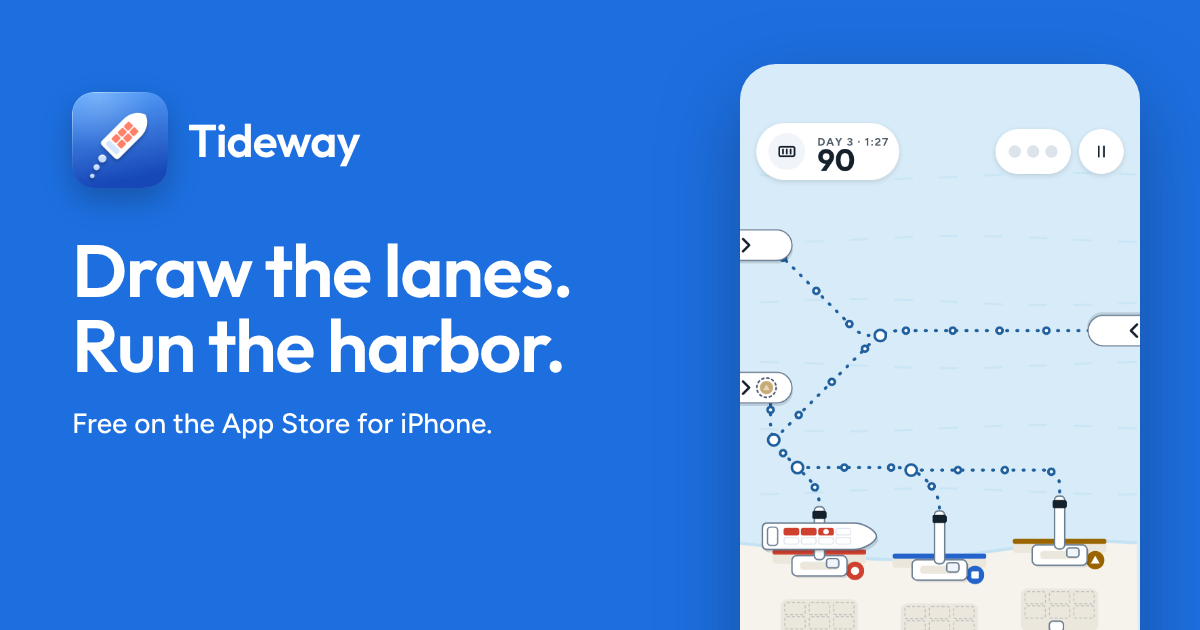 Tideway
Draw the lanes.
Run the harbor.
Free on the App Store for iPhone.
DAY 3 · 1:27
90